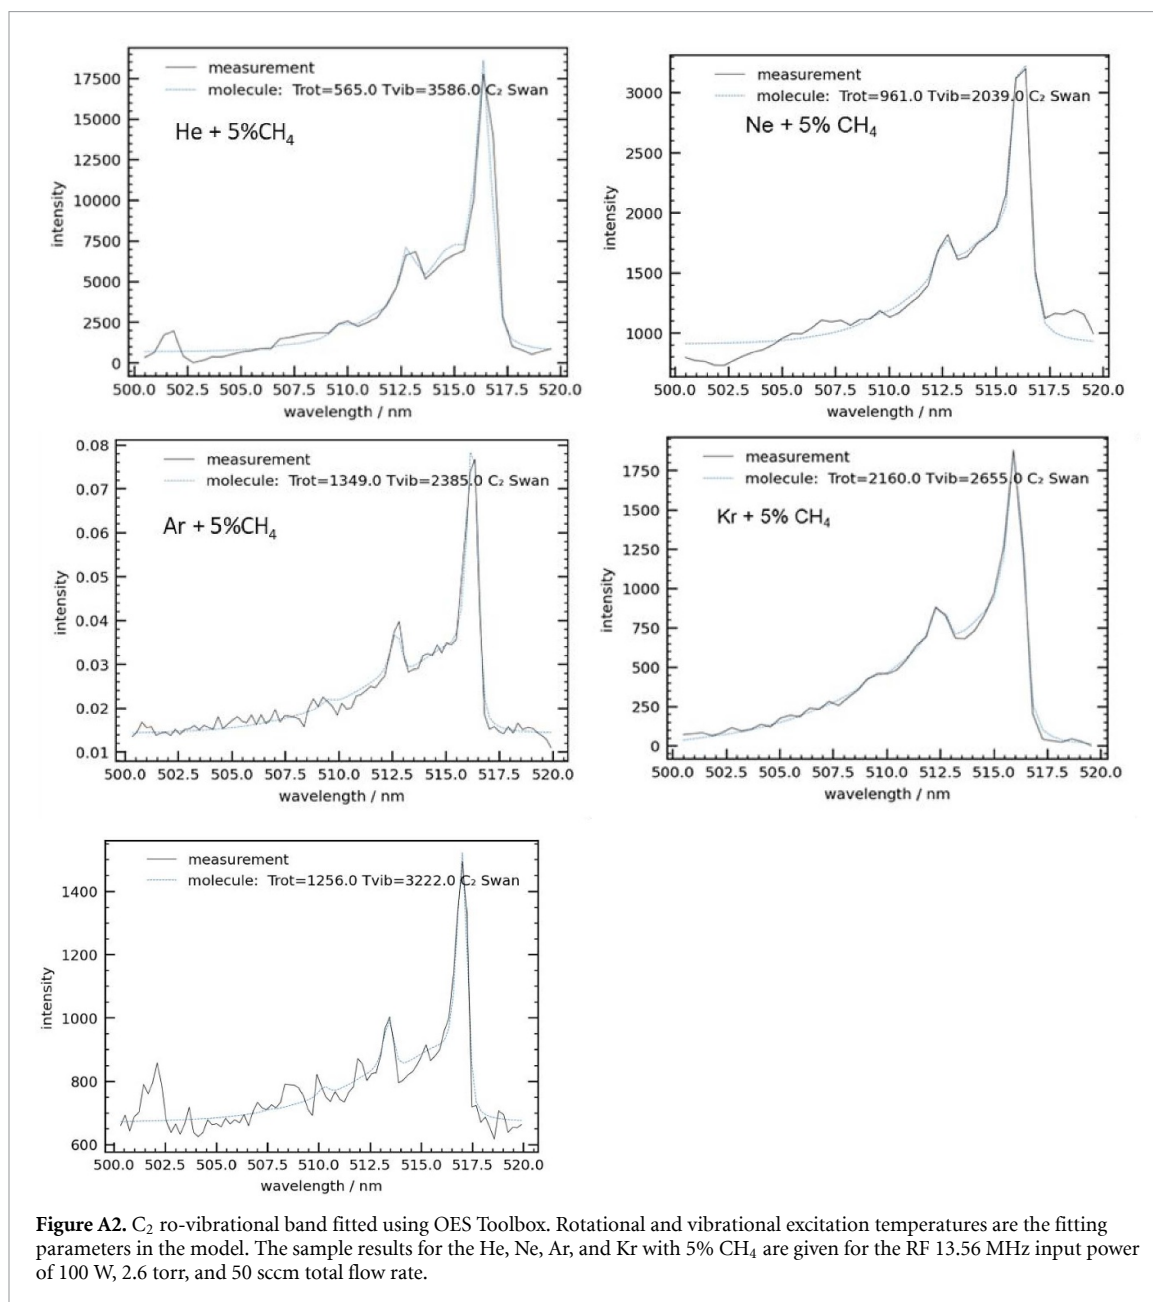 measurement
molecule: Trot=565.0 Tvib=3586.0 C₂ Swan
He + 5%CH₄
17500
15000
12500
10000
7500
5000
2500
0
intensity
500.0 502.5 505.0 507.5 510.0 512.5 515.0 517.5 520.0
wavelength / nm
measurement
molecule: Trot=961.0 Tvib=2039.0 C₂ Swan
Ne + 5% CH₄
3000
2500
2000
1500
1000
intensity
500.0 502.5 505.0 507.5 510.0 512.5 515.0 517.5 520.0
wavelength / nm
measurement
molecule: Trot=1349.0 Tvib=2385.0 C₂ Swan
Ar + 5%CH₄
0.08
0.07
0.06
0.05
0.04
0.03
0.02
0.01
intensity
500.0 502.5 505.0 507.5 510.0 512.5 515.0 517.5 520.0
wavelength / nm
measurement
molecule: Trot=2160.0 Tvib=2655.0 C₂ Swan
Kr + 5% CH₄
1750
1500
1250
1000
750
500
250
0
intensity
500.0 502.5 505.0 507.5 510.0 512.5 515.0 517.5 520.0
wavelength / nm
measurement
molecule: Trot=1256.0 Tvib=3222.0 C₂ Swan
1400
1200
1000
800
600
intensity
500.0 502.5 505.0 507.5 510.0 512.5 515.0 517.5 520.0
wavelength / nm
Figure A2. C₂ ro-vibrational band fitted using OES Toolbox. Rotational and vibrational excitation temperatures are the fitting
parameters in the model. The sample results for the He, Ne, Ar, and Kr with 5% CH₄ are given for the RF 13.56 MHz input power
of 100 W, 2.6 torr, and 50 sccm total flow rate.